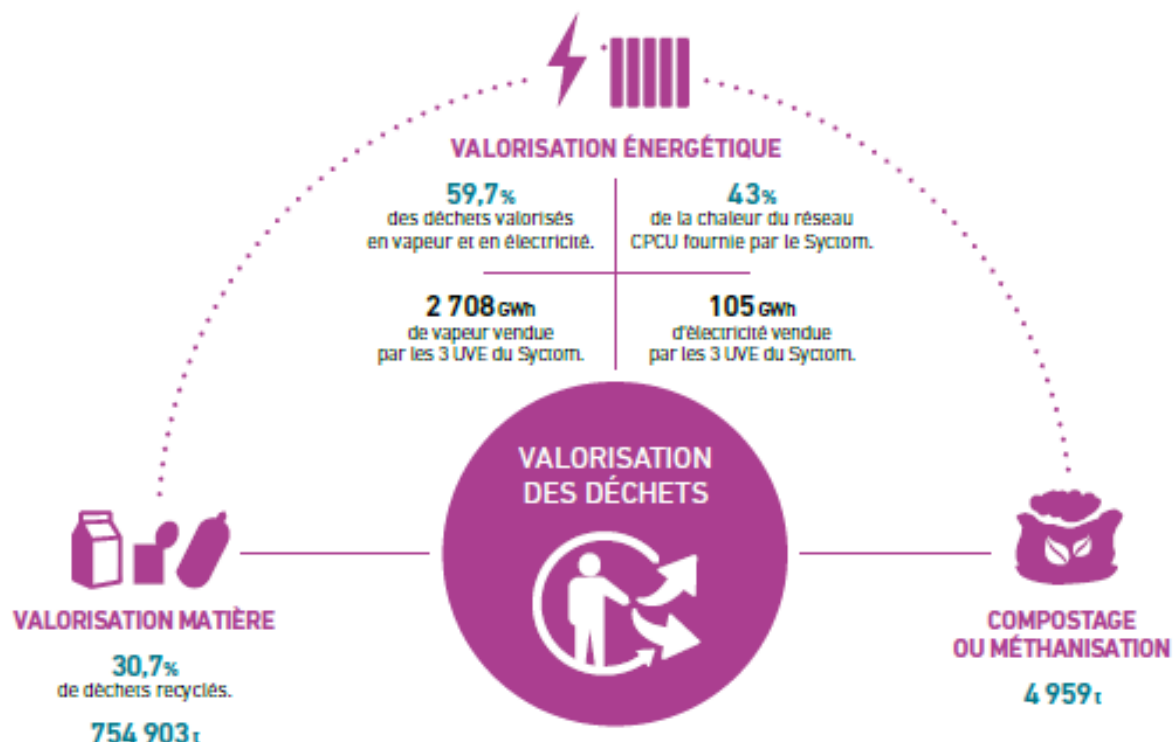 VALORISATION ÉNERGÉTIQUE
59,7%
des déchets valorisés
en vapeur et en électricité.
43%
de la chaleur du réseau
CPCU fournie par le Syctom.
2 708 GWh
de vapeur vendue
par les 3 UVE du Syctom.
105 GWh
d'électricité vendue
par les 3 UVE du Syctom.
VALORISATION
DES DÉCHETS
VALORISATION MATIÈRE
30,7%
de déchets recyclés.
754 903 t
COMPOSTAGE
OU MÉTHANISATION
4 959 t